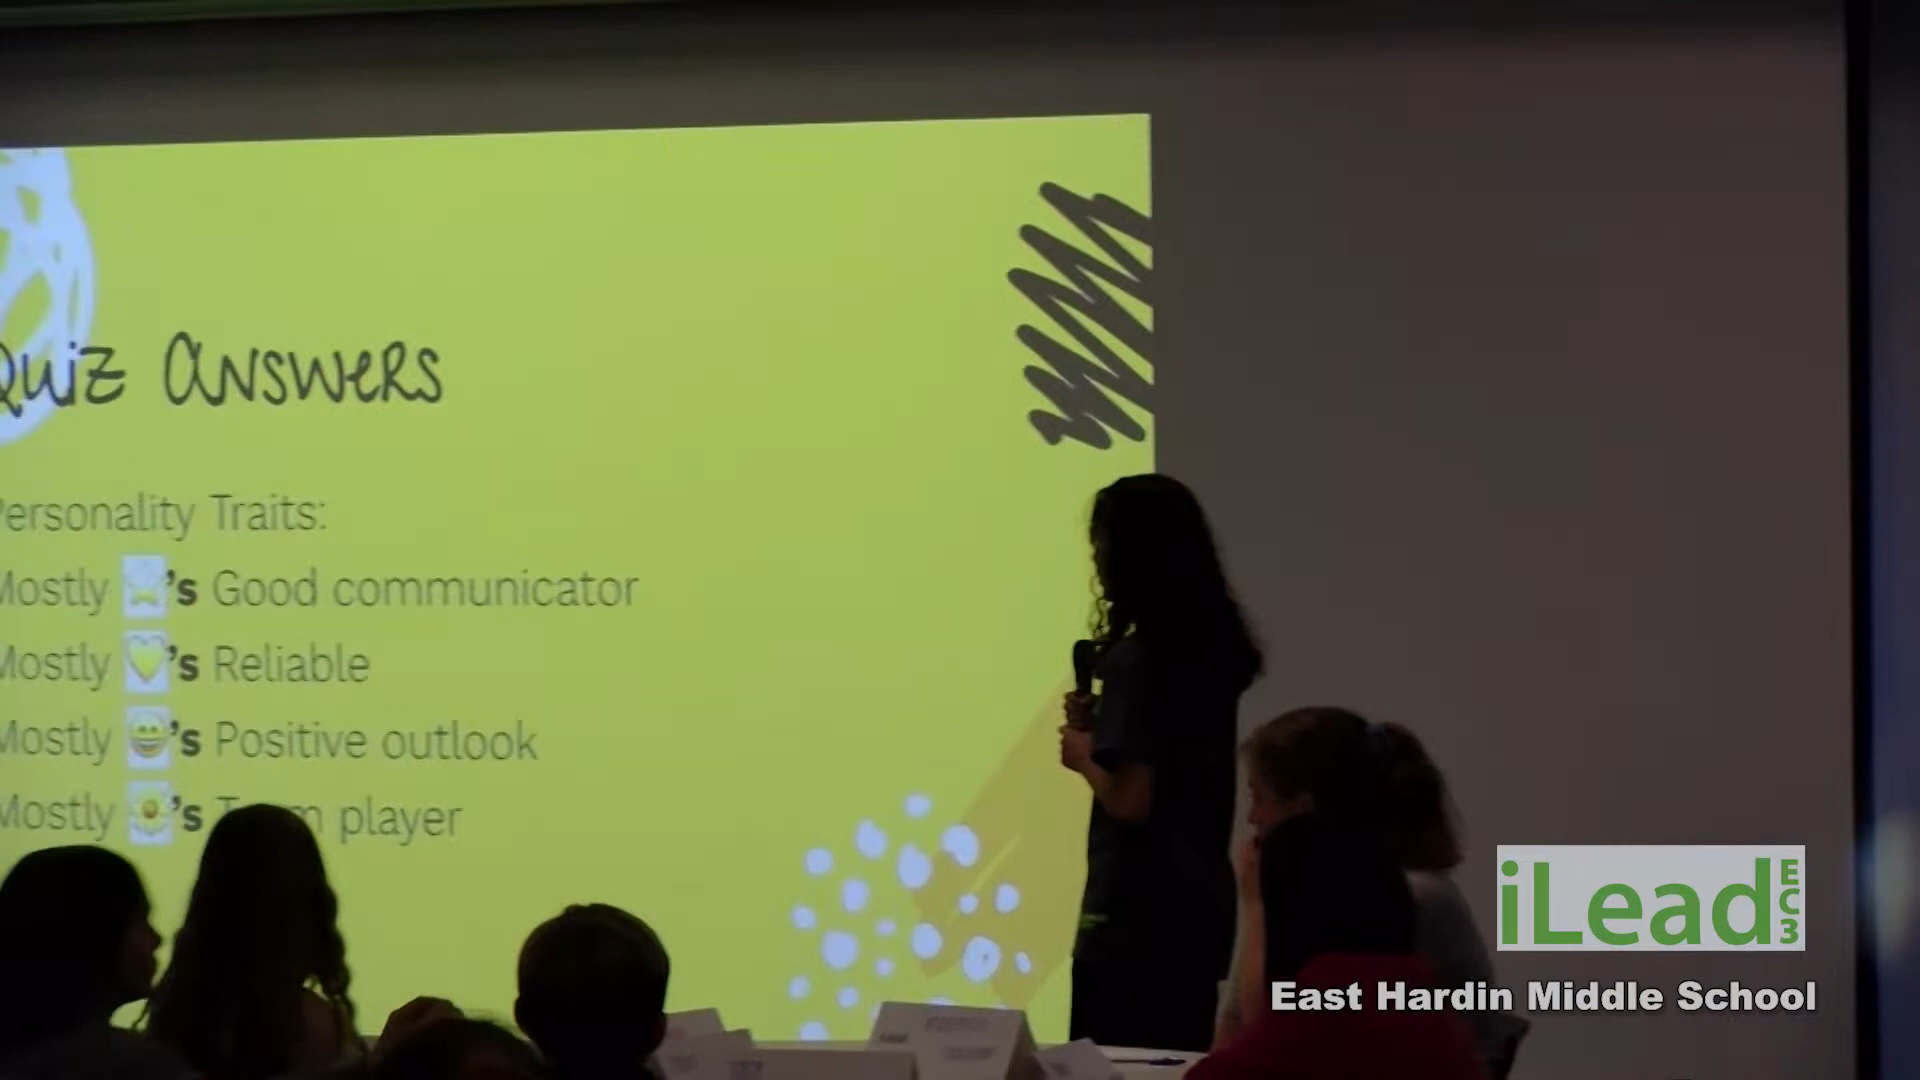 Quiz Answers
Personality Traits:
Mostly ⭐'s Good communicator
Mostly 💛's Reliable
Mostly 😀's Positive outlook
Mostly 🌼's Team player
iLead
EC3
East Hardin Middle School